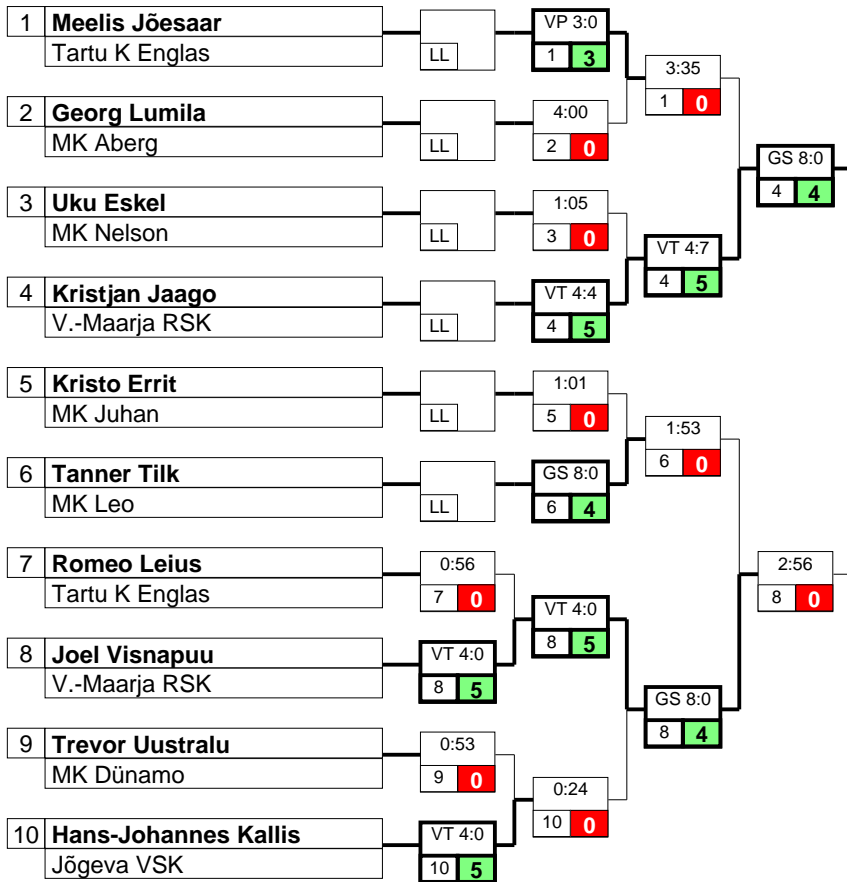 1 Meelis Jõesaar
Tartu K Englas
LL
VP 3:0
1 3
3:35
1 0
2 Georg Lumila
MK Aberg
LL
4:00
2 0
GS 8:0
4 4
3 Uku Eskel
MK Nelson
LL
1:05
3 0
VT 4:7
4 5
4 Kristjan Jaago
V.-Maarja RSK
LL
VT 4:4
4 5
5 Kristo Errit
MK Juhan
LL
1:01
5 0
1:53
6 0
6 Tanner Tilk
MK Leo
LL
GS 8:0
6 4
7 Romeo Leius
Tartu K Englas
0:56
7 0
VT 4:0
8 5
2:56
8 0
8 Joel Visnapuu
V.-Maarja RSK
VT 4:0
8 5
GS 8:0
8 4
9 Trevor Uustralu
MK Dünamo
0:53
9 0
0:24
10 0
10 Hans-Johannes Kallis
Jõgeva VSK
VT 4:0
10 5